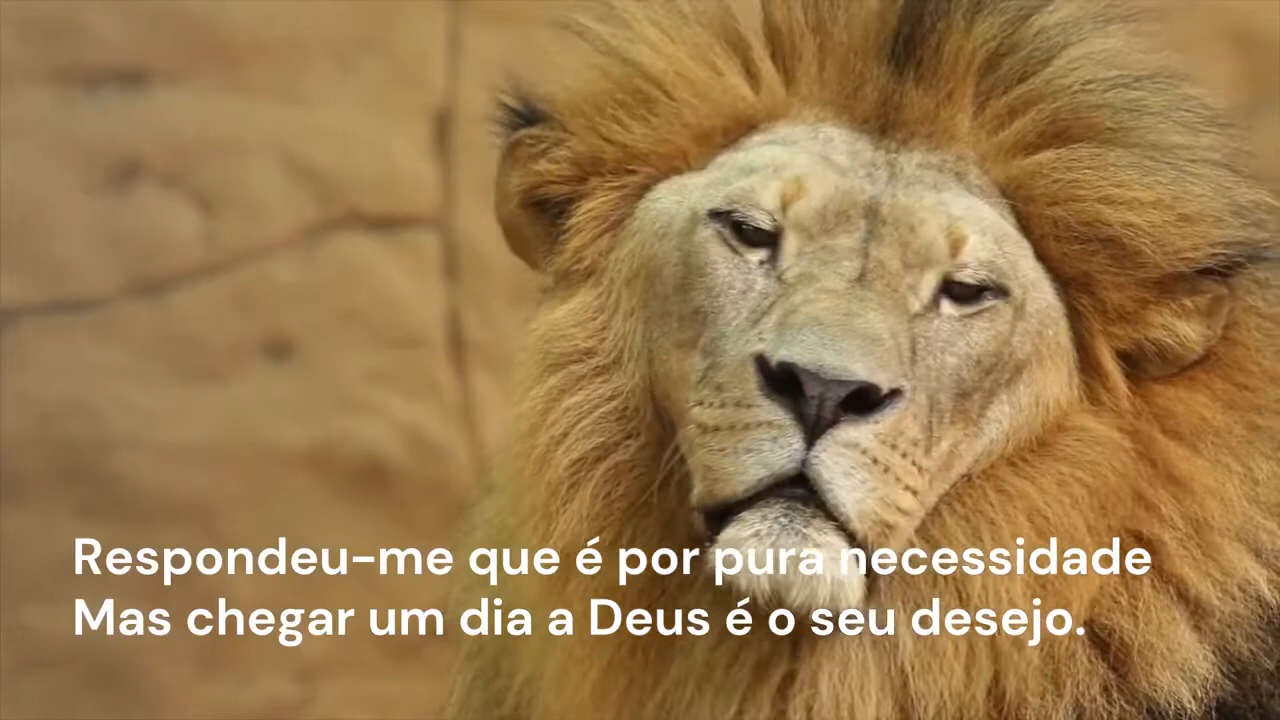 Respondeu-me que é por pura necessidade
Mas chegar um dia a Deus é o seu desejo.